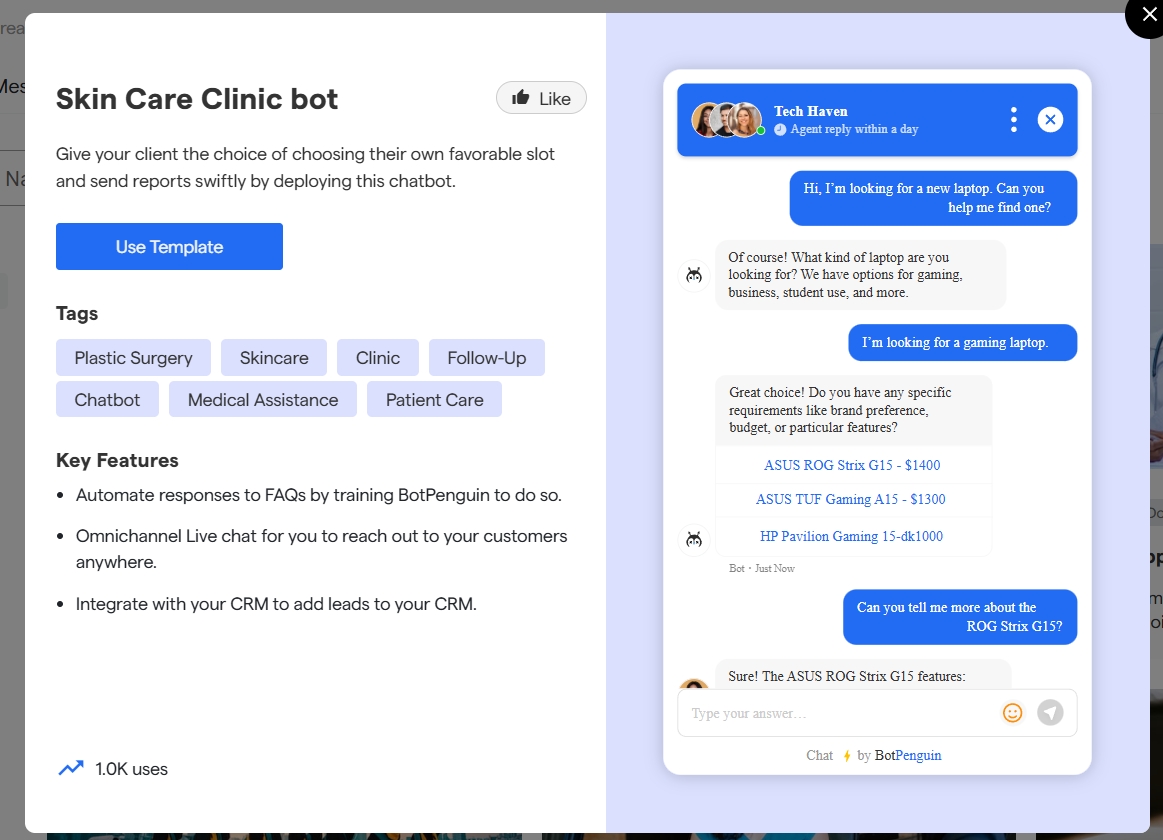 Skin Care Clinic bot
Like
Give your client the choice of choosing their own favorable slot
and send reports swiftly by deploying this chatbot.
Use Template
Tags
Plastic Surgery
Skincare
Clinic
Follow-Up
Chatbot
Medical Assistance
Patient Care
Key Features
• Automate responses to FAQs by training BotPenguin to do so.
• Omnichannel Live chat for you to reach out to your customers
anywhere.
• Integrate with your CRM to add leads to your CRM.
1.0K uses
Tech Haven
Agent reply within a day
Hi, I'm looking for a new laptop. Can you
help me find one?
Of course! What kind of laptop are you
looking for? We have options for gaming,
business, student use, and more.
I'm looking for a gaming laptop.
Great choice! Do you have any specific
requirements like brand preference,
budget, or particular features?
ASUS ROG Strix G15 - $1400
ASUS TUF Gaming A15 - $1300
HP Pavilion Gaming 15-dk1000
Bot • Just Now
Can you tell me more about the
ROG Strix G15?
Sure! The ASUS ROG Strix G15 features:
Type your answer...
Chat ⚡ by BotPenguin